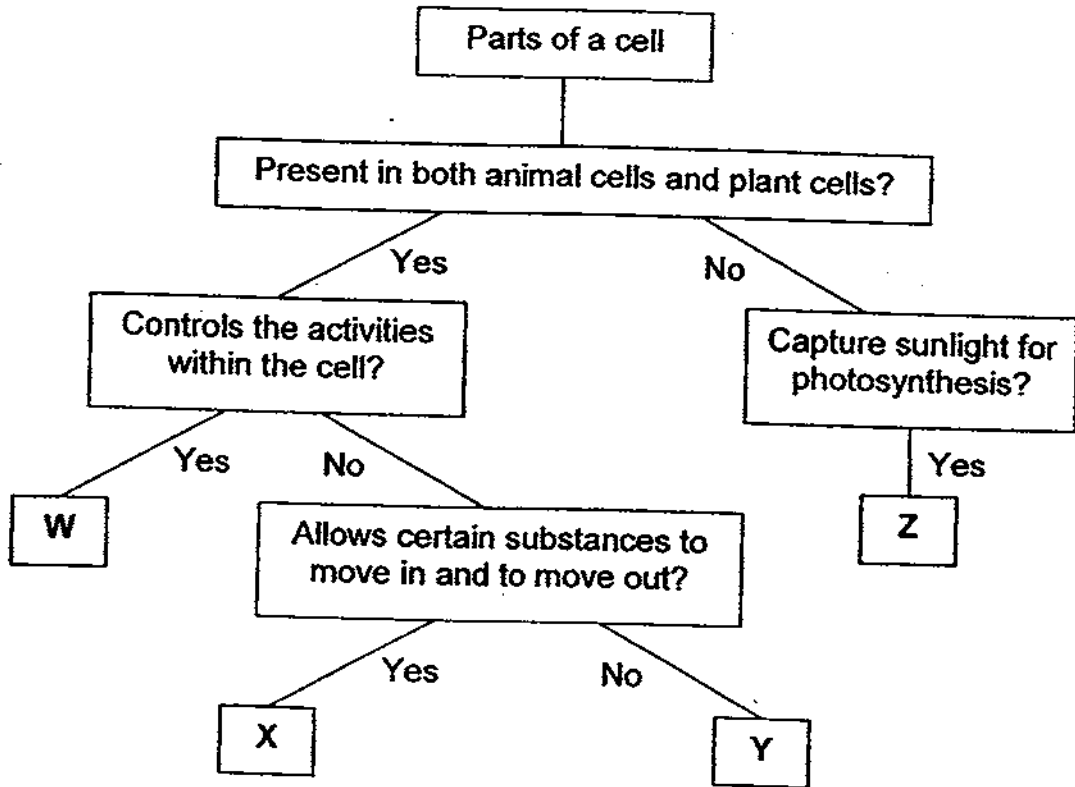 Parts of a cell
Present in both animal cells and plant cells?
Yes
No
Controls the activities
within the cell?
Capture sunlight for
photosynthesis?
Yes
No
Yes
W
Allows certain substances to
move in and to move out?
Z
Yes
No
X
Y